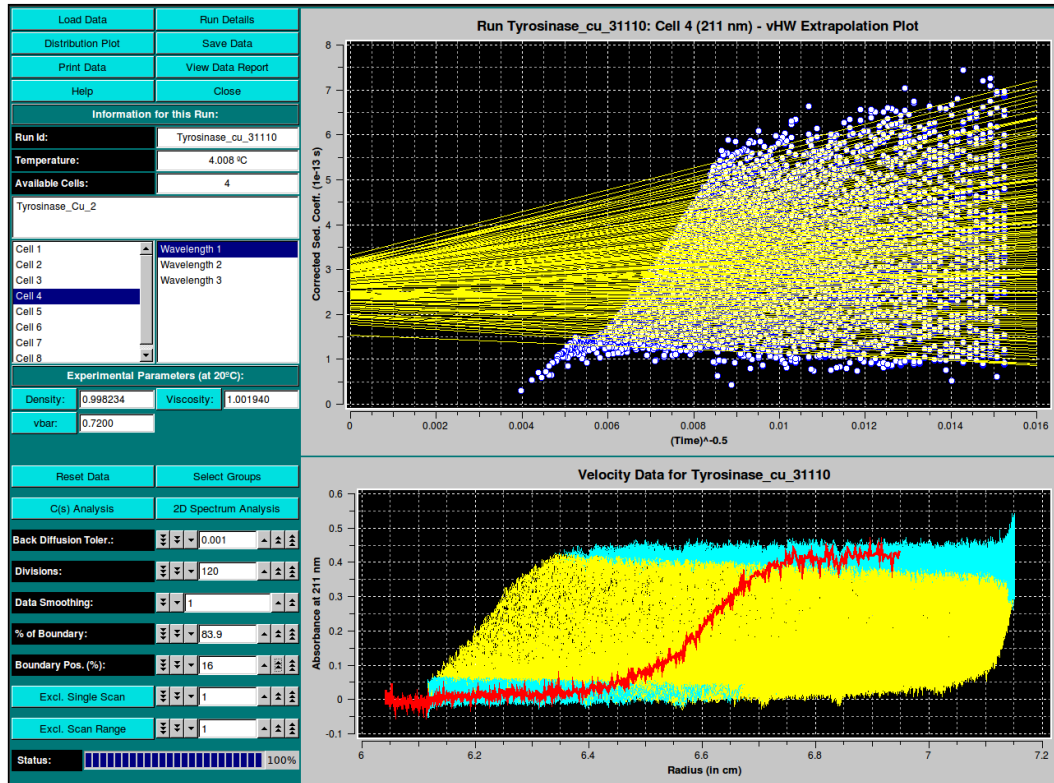 Load Data Run Details
Distribution Plot Save Data
Print Data View Data Report
Help Close
Information for this Run:
Run Id: Tyrosinase_cu_31110
Temperature: 4.008 ºC
Available Cells: 4
Tyrosinase_Cu_2
Cell 1 Wavelength 1
Cell 2 Wavelength 2
Cell 3 Wavelength 3
Cell 4
Cell 5
Cell 6
Cell 7
Cell 8
Experimental Parameters (at 20ºC):
Density: 0.998234 Viscosity: 1.001940
vbar: 0.7200
Reset Data Select Groups
C(s) Analysis 2D Spectrum Analysis
Back Diffusion Toler.: 0.001
Divisions: 120
Data Smoothing: 1
% of Boundary: 83.9
Boundary Pos. (%): 16
Excl. Single Scan 1
Excl. Scan Range 1
Status: 100%
Run Tyrosinase_cu_31110: Cell 4 (211 nm) - vHW Extrapolation Plot
Corrected Sed. Coeff. (1e-13 s)
8
7
6
5
4
3
2
1
0
0 0.002 0.004 0.006 0.008 0.01 0.012 0.014 0.016
(Time)^-0.5
Velocity Data for Tyrosinase_cu_31110
Absorbance at 211 nm
0.6
0.5
0.4
0.3
0.2
0.1
0
-0.1
6 6.2 6.4 6.6 6.8 7 7.2
Radius (in cm)